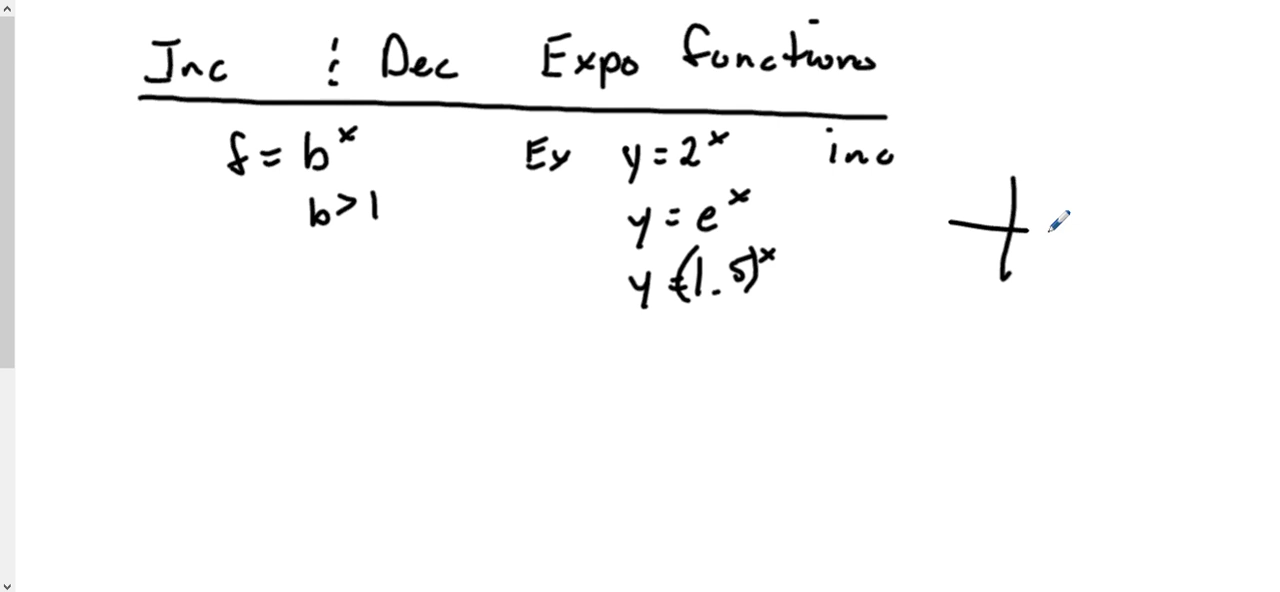 Inc & Dec Expo functions
f = b^x Ex y = 2^x inc
b > 1 y = e^x
y = (1.5)^x